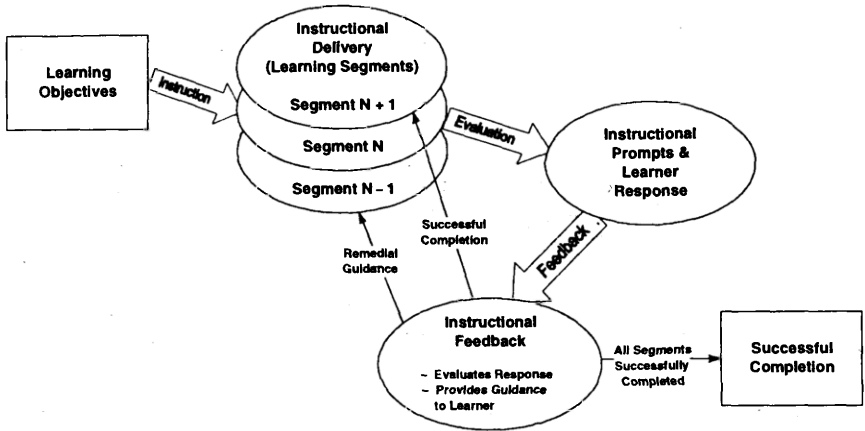 Learning
Objectives
Instruction
Instructional
Delivery
(Learning Segments)
Segment N + 1
Segment N
Segment N – 1
Evaluation
Instructional
Prompts &
Learner
Response
Feedback
Successful
Completion
Remedial
Guidance
Instructional
Feedback
~ Evaluates Response
~ Provides Guidance
to Learner
All Segments
Successfully
Completed
Successful
Completion